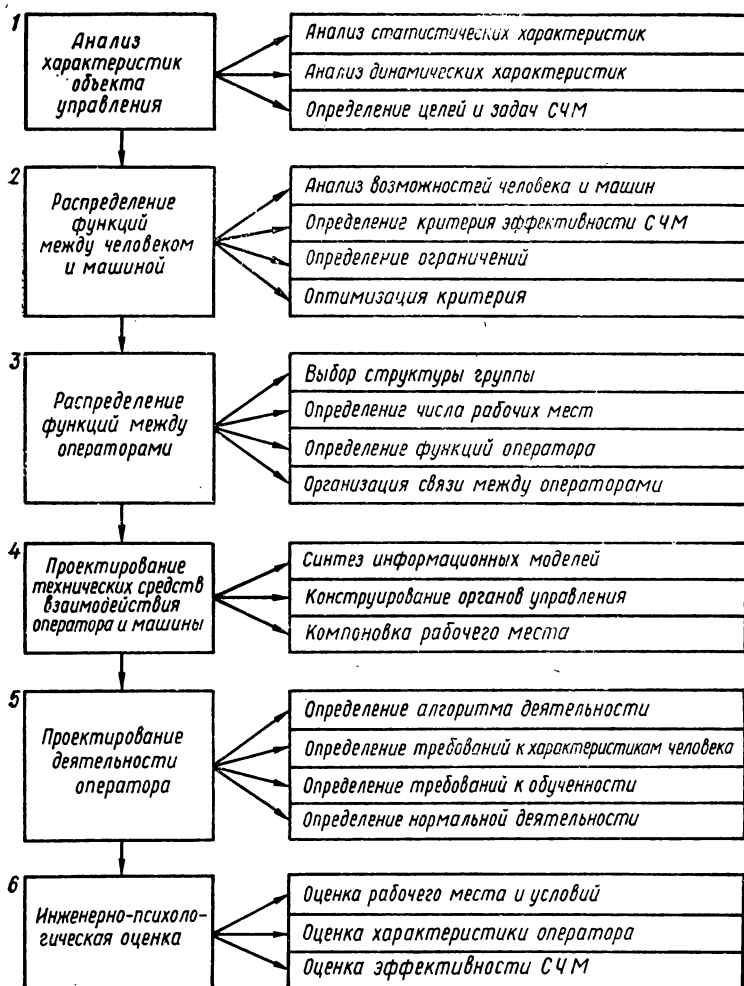 1
Анализ
характеристик
объекта
управления
Анализ статистических характеристик
Анализ динамических характеристик
Определение целей и задач СЧМ
2
Распределение
функций
между человеком
и машиной
Анализ возможностей человека и машин
Определение критерия эффективности СЧМ
Определение ограничений
Оптимизация критерия
3
Распределение
функций между
операторами
Выбор структуры группы
Определение числа рабочих мест
Определение функций оператора
Организация связи между операторами
4
Проектирование
технических средств
взаимодействия
оператора и машины
Синтез информационных моделей
Конструирование органов управления
Компоновка рабочего места
5
Проектирование
деятельности
оператора
Определение алгоритма деятельности
Определение требований к характеристикам человека
Определение требований к обученности
Определение нормальной деятельности
6
Инженерно-психоло-
гическая оценка
Оценка рабочего места и условий
Оценка характеристики оператора
Оценка эффективности СЧМ